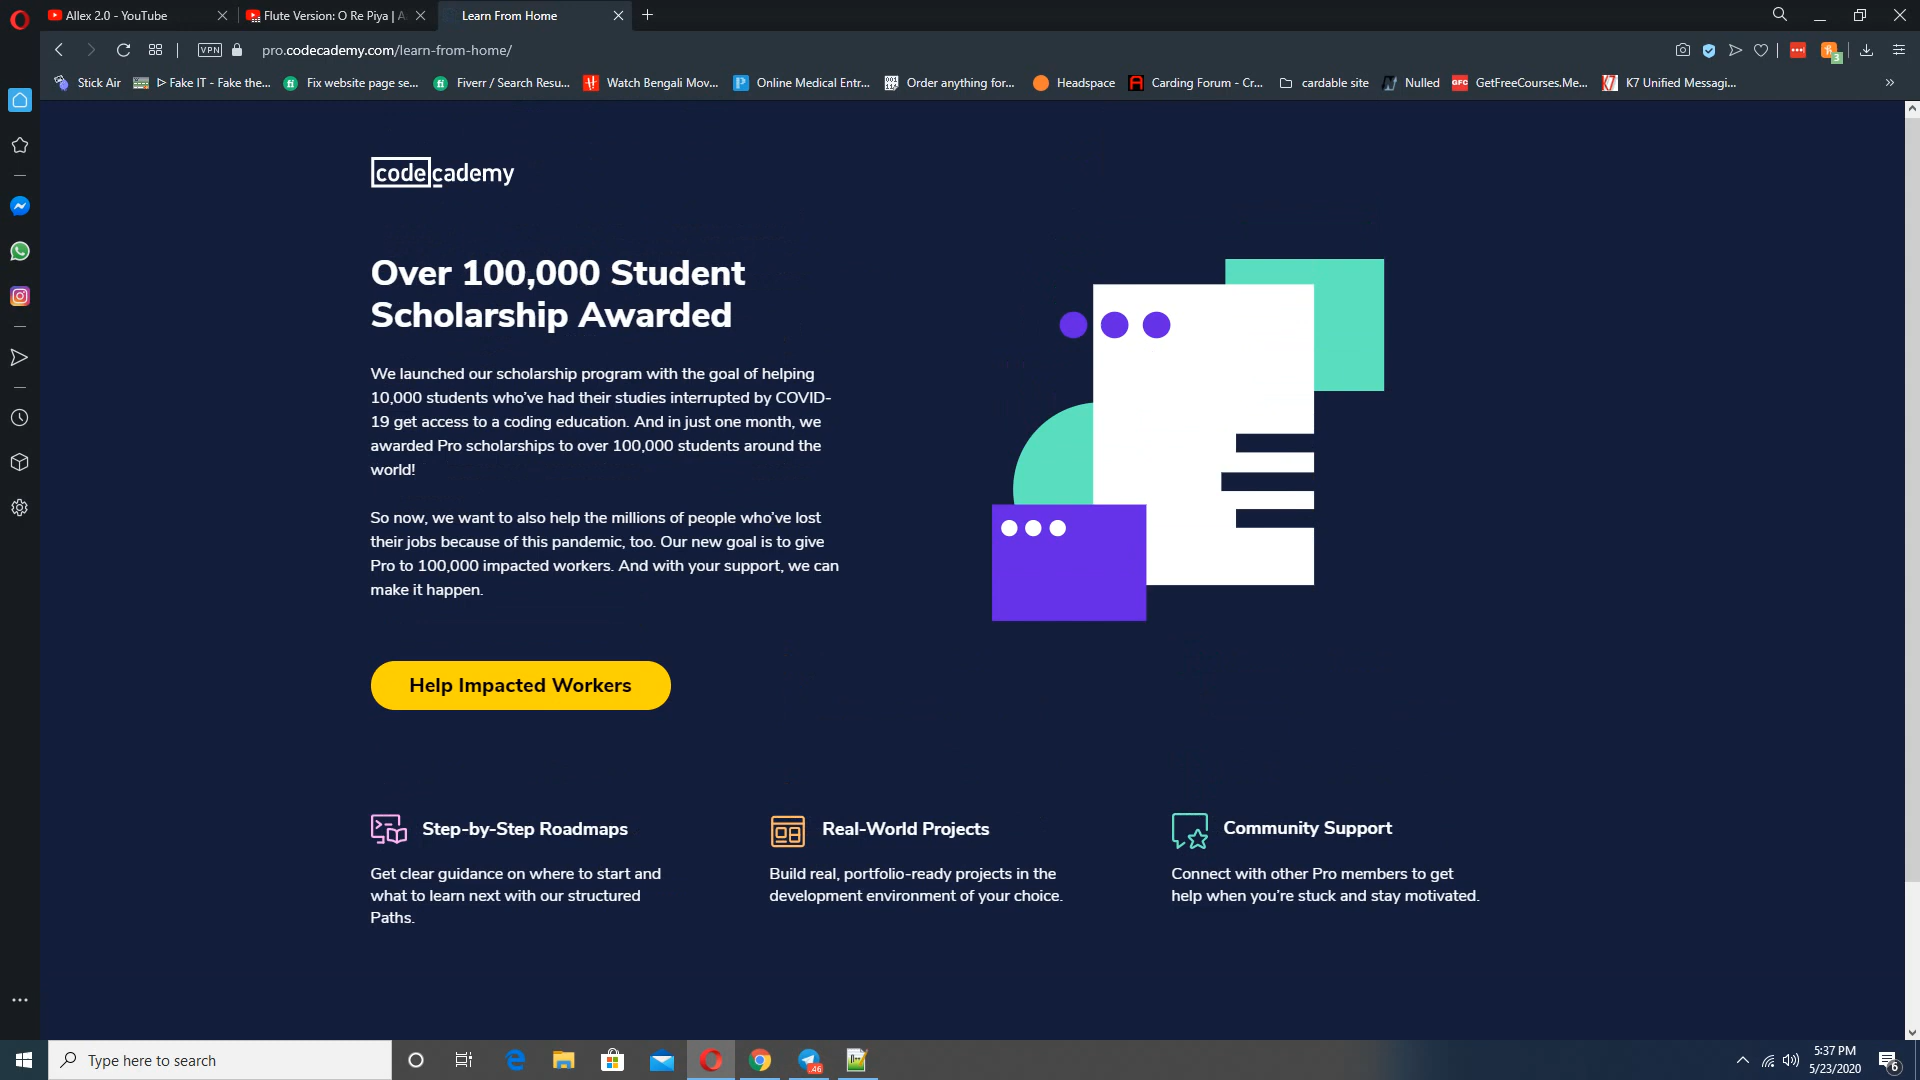 Allex 2.0 - YouTube
Flute Version: O Re Piya | A
Learn From Home
VPN
pro.codecademy.com/learn-from-home/
3
Stick Air
ᐅ Fake IT - Fake the...
Fix website page se...
Fiverr / Search Resu...
Watch Bengali Mov...
Online Medical Entr...
Order anything for...
Headspace
Carding Forum - Cr...
cardable site
Nulled
GetFreeCourses.Me...
K7 Unified Messagi...
codecademy
Over 100,000 Student
Scholarship Awarded
We launched our scholarship program with the goal of helping
10,000 students who've had their studies interrupted by COVID-
19 get access to a coding education. And in just one month, we
awarded Pro scholarships to over 100,000 students around the
world!
So now, we want to also help the millions of people who've lost
their jobs because of this pandemic, too. Our new goal is to give
Pro to 100,000 impacted workers. And with your support, we can
make it happen.
Help Impacted Workers
Step-by-Step Roadmaps
Get clear guidance on where to start and
what to learn next with our structured
Paths.
Real-World Projects
Build real, portfolio-ready projects in the
development environment of your choice.
Community Support
Connect with other Pro members to get
help when you're stuck and stay motivated.
Type here to search
.46
5:37 PM
5/23/2020
6